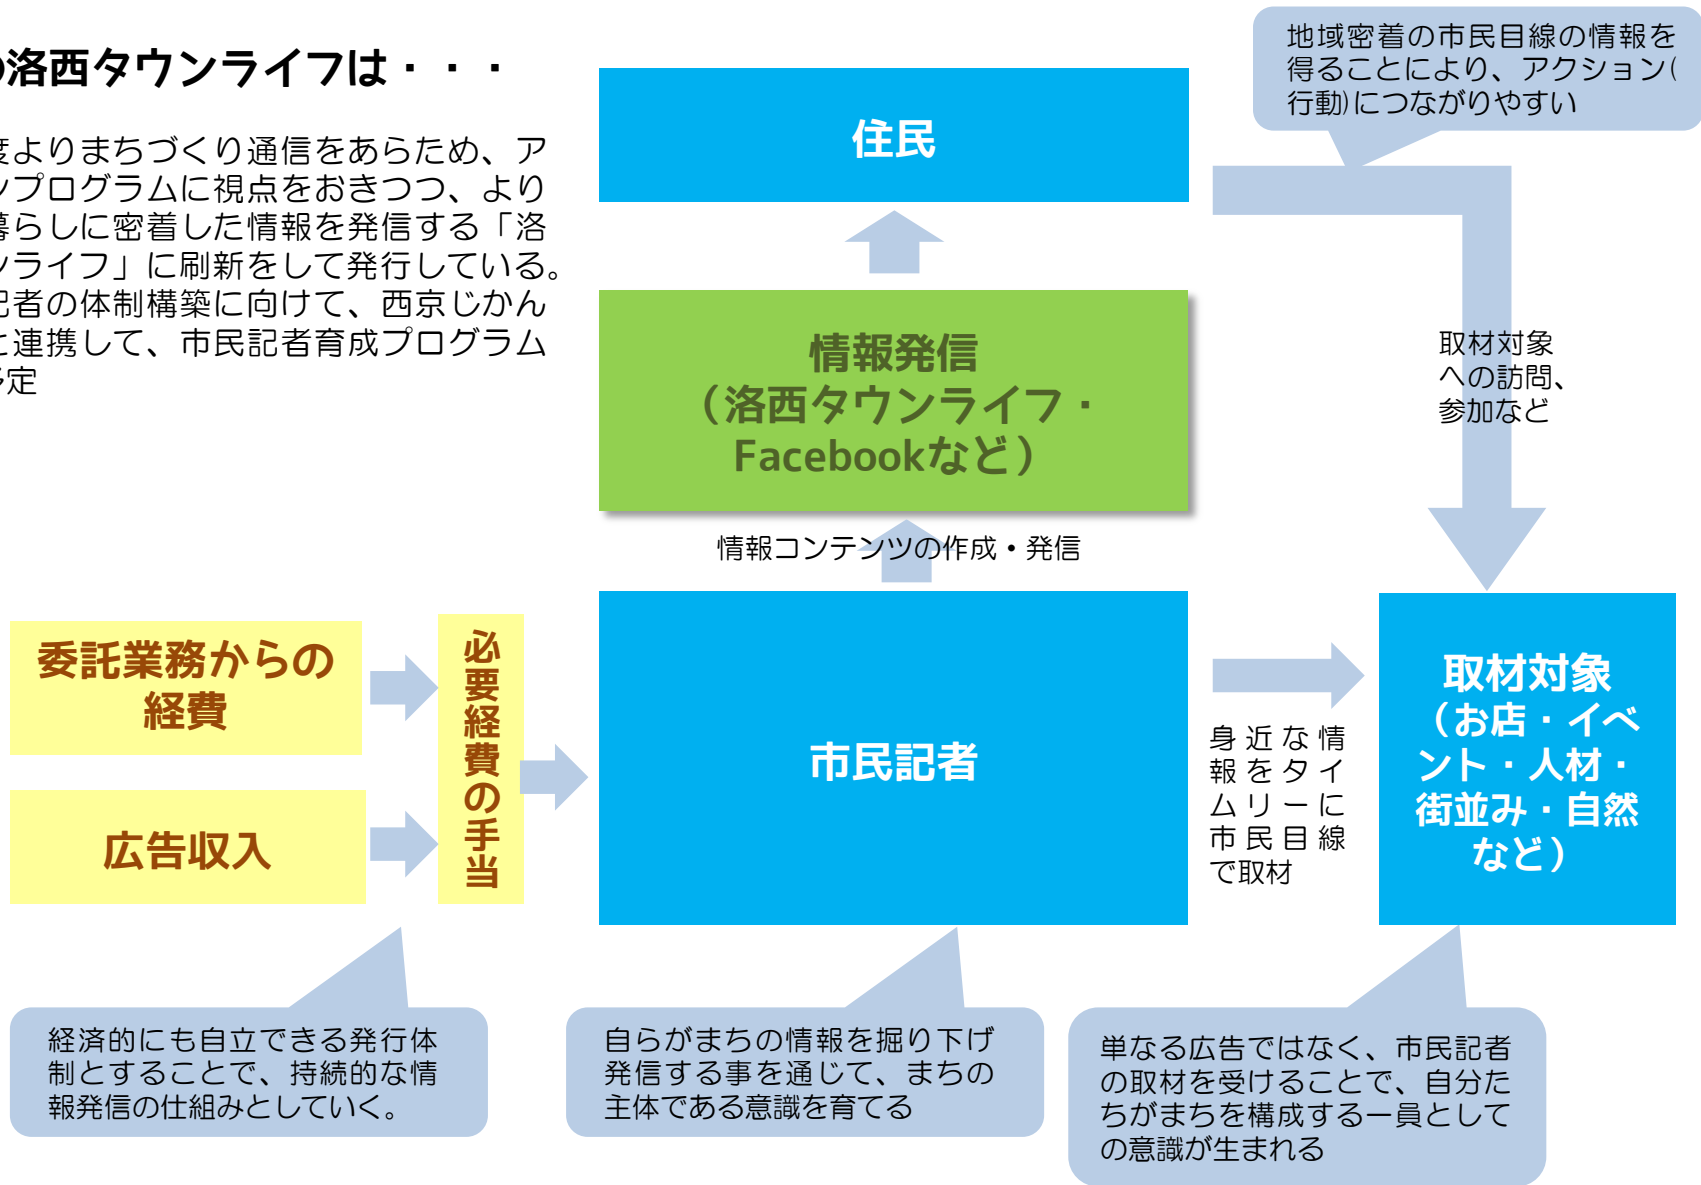 の洛西タウンライフは・・・
度よりまちづくり通信をあらため、ア
ンプログラムに視点をおきつつ、より
暮らしに密着した情報を発信する「洛
ンライフ」に刷新をして発行している。
記者の体制構築に向けて、西京じかん
と連携して、市民記者育成プログラム
予定
地域密着の市民目線の情報を
得ることにより、アクション(
行動)につながりやすい
住民
情報発信
（洛西タウンライフ・
Facebookなど）
取材対象
への訪問、
参加など
情報コンテンツの作成・発信
委託業務からの
経費
広告収入
必要経費の手当
市民記者
身近な情
報をタイ
ムリーに
市民目線
で取材
取材対象
（お店・イベ
ント・人材・
街並み・自然
など）
経済的にも自立できる発行体
制とすることで、持続的な情
報発信の仕組みとしていく。
自らがまちの情報を掘り下げ
発信する事を通じて、まちの
主体である意識を育てる
単なる広告ではなく、市民記者
の取材を受けることで、自分た
ちがまちを構成する一員として
の意識が生まれる